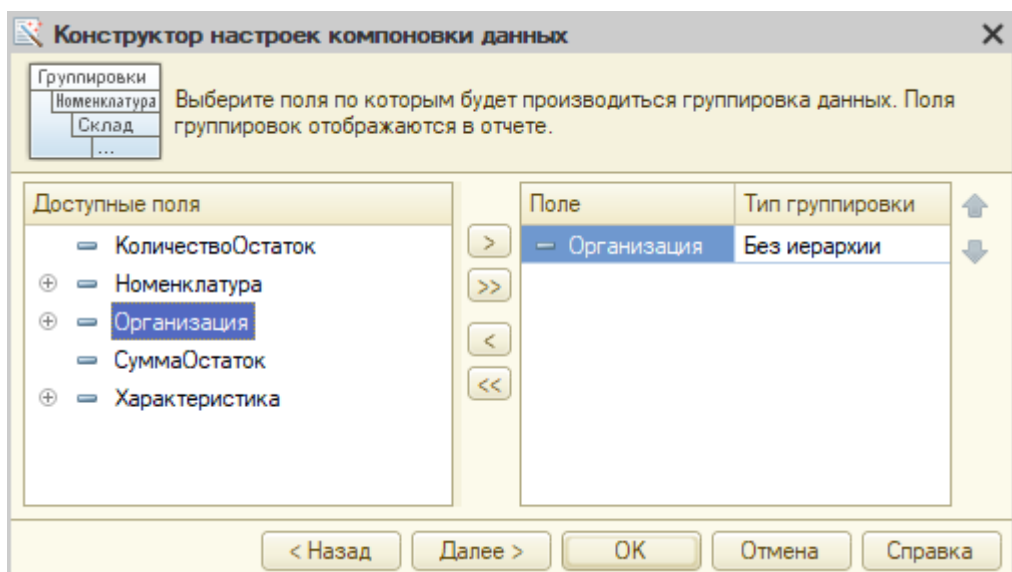 Конструктор настроек компоновки данных
Группировки
Номенклатура
Склад
...
Выберите поля по которым будет производиться группировка данных. Поля
группировок отображаются в отчете.
Доступные поля
КоличествоОстаток
Номенклатура
Организация
СуммаОстаток
Характеристика
>
>>
<
<<
Поле Тип группировки
Организация Без иерархии
< Назад Далее > ОК Отмена Справка